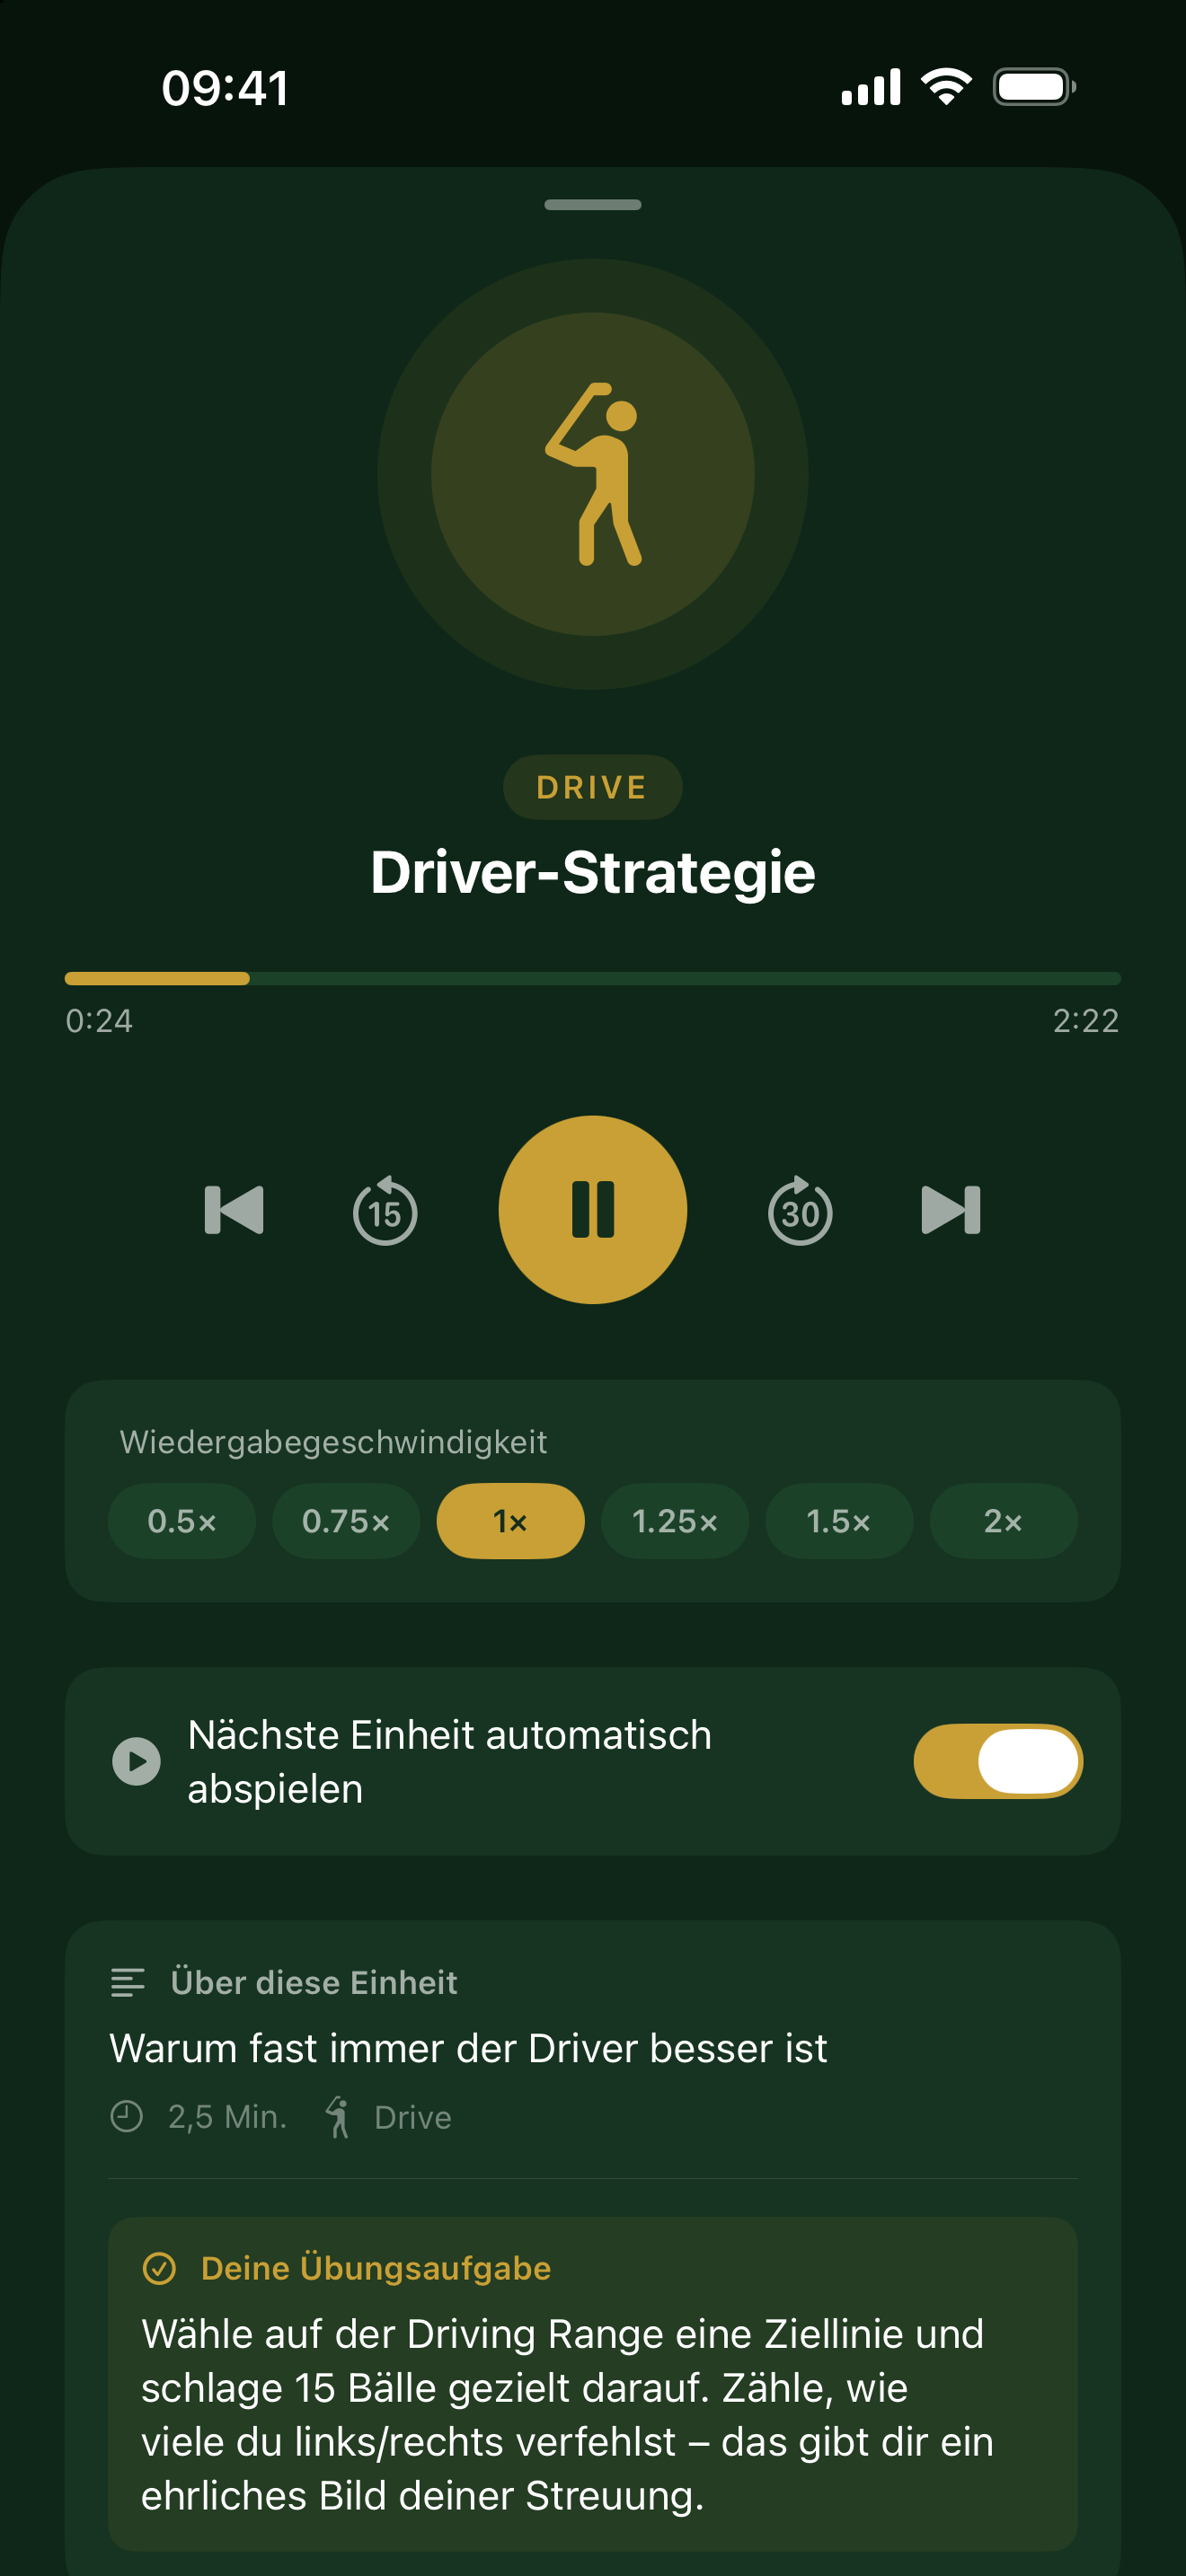 09:41
DRIVE
Driver-Strategie
0:24
2:22
15
30
Wiedergabegeschwindigkeit
0.5× 0.75× 1× 1.25× 1.5× 2×
Nächste Einheit automatisch
abspielen
Über diese Einheit
Warum fast immer der Driver besser ist
2,5 Min. Drive
Deine Übungsaufgabe
Wähle auf der Driving Range eine Ziellinie und
schlage 15 Bälle gezielt darauf. Zähle, wie
viele du links/rechts verfehlst – das gibt dir ein
ehrliches Bild deiner Streuung.